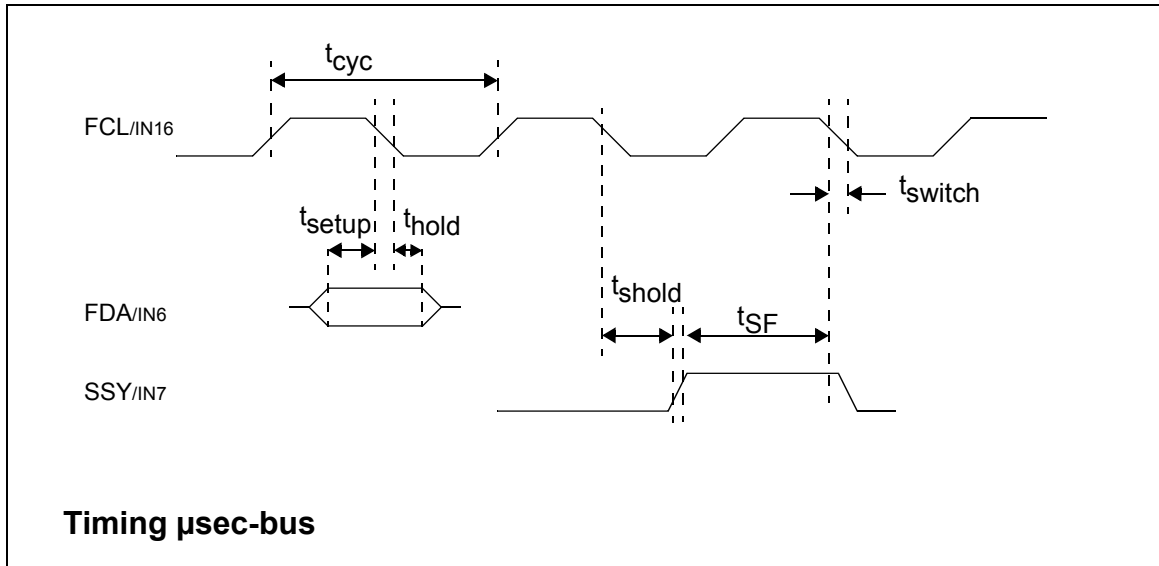 tcyc
FCL/IN16
tswitch
tsetup
thold
tshold
FDA/IN6
tSF
SSY/IN7
Timing µsec-bus